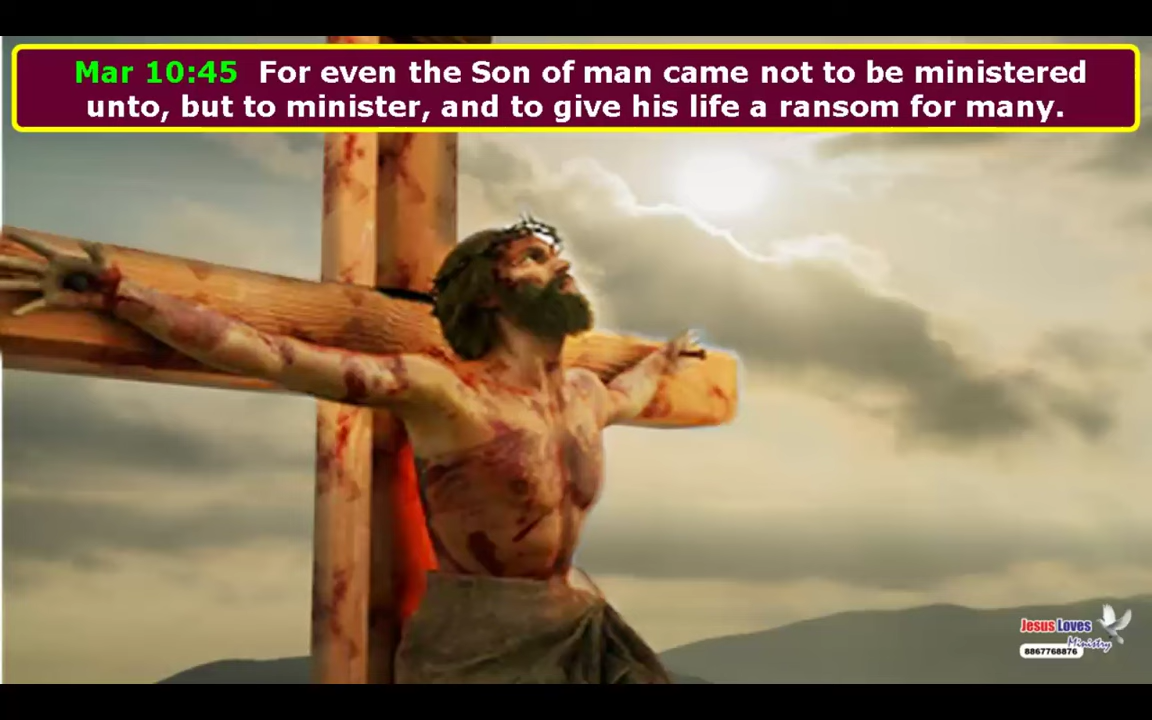 Mar 10:45 For even the Son of man came not to be ministered
unto, but to minister, and to give his life a ransom for many.
Jesus Loves
Ministry
8867768876